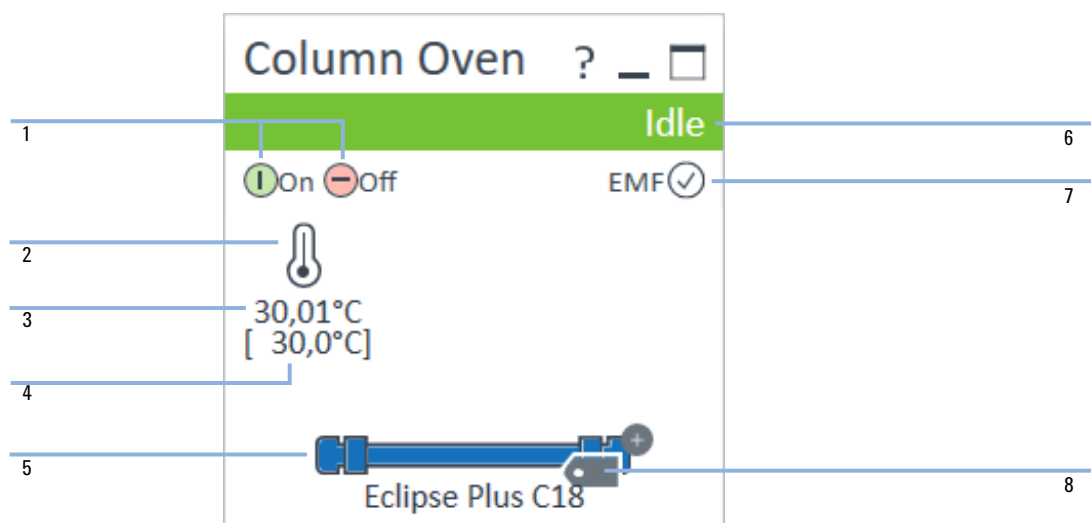 Column Oven ?
Idle
1
6
On Off
EMF
7
2
30,01°C
3
[ 30,0°C]
4
5
Eclipse Plus C18
8